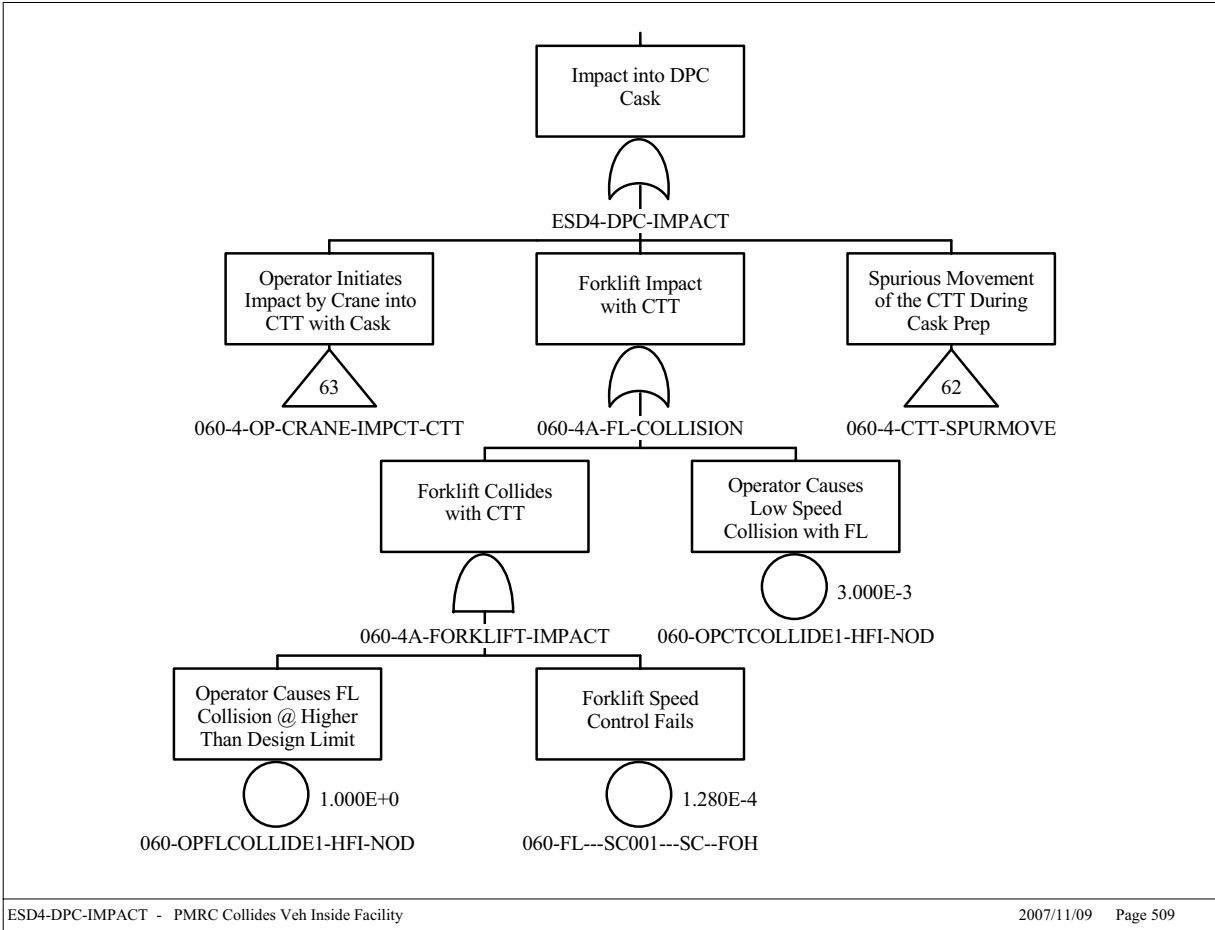 Impact into DPC
Cask
ESD4-DPC-IMPACT
Operator Initiates
Impact by Crane into
CTT with Cask
63
060-4-OP-CRANE-IMPCT-CTT
Forklift Impact
with CTT
060-4A-FL-COLLISION
Spurious Movement
of the CTT During
Cask Prep
62
060-4-CTT-SPURMOVE
Forklift Collides
with CTT
060-4A-FORKLIFT-IMPACT
Operator Causes
Low Speed
Collision with FL
3.000E-3
060-OPCTCOLLIDE1-HFI-NOD
Operator Causes FL
Collision @ Higher
Than Design Limit
1.000E+0
060-OPFLCOLLIDE1-HFI-NOD
Forklift Speed
Control Fails
1.280E-4
060-FL---SC001---SC--FOH
ESD4-DPC-IMPACT - PMRC Collides Veh Inside Facility
2007/11/09 Page 509